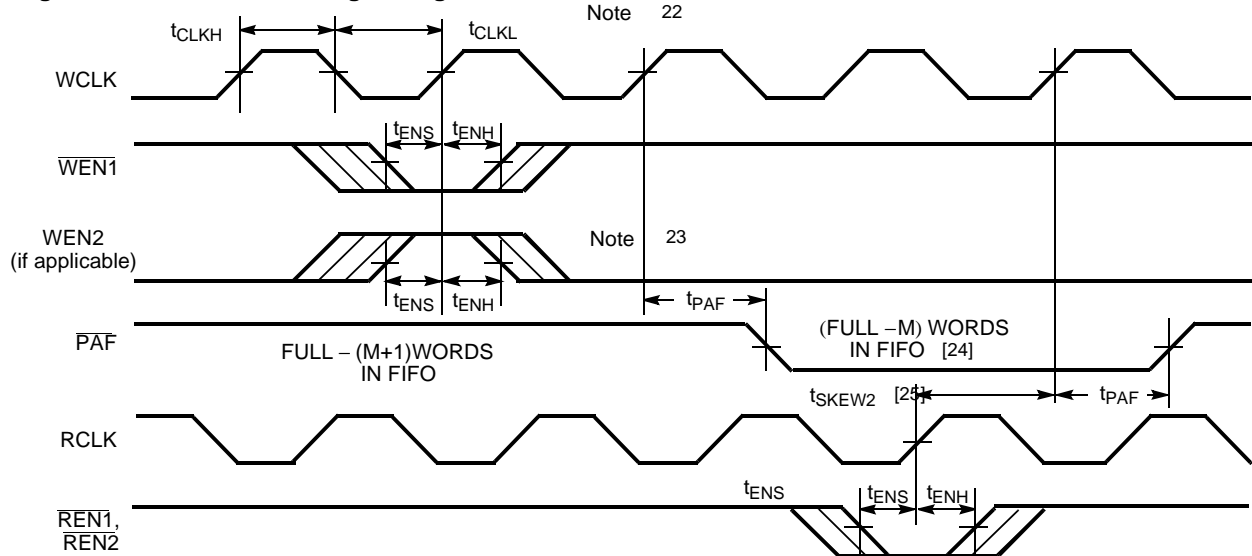 Note 22
tCLKH
tCLKL
WCLK
tENS tENH
WEN1
WEN2
(if applicable)
Note 23
tENS tENH
tPAF
PAF
FULL – (M+1)WORDS
IN FIFO
(FULL –M) WORDS
IN FIFO [24]
tSKEW2 [25]
tPAF
RCLK
tENS tENS tENH
REN1,
REN2